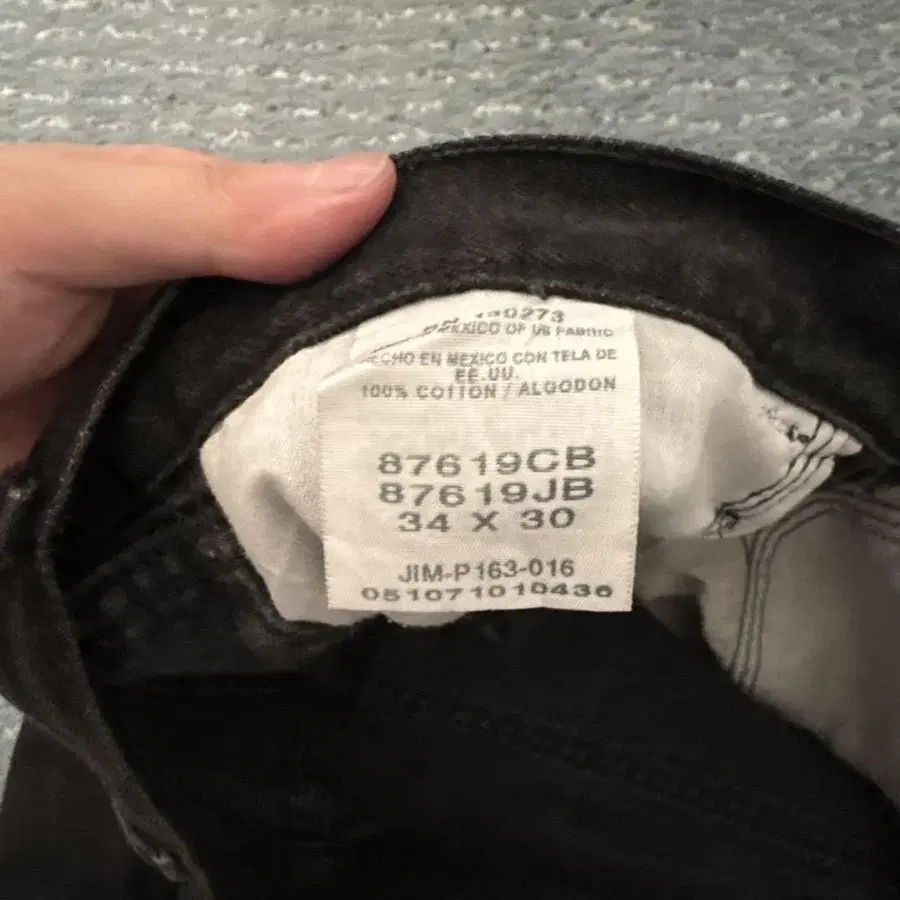 MEXICO OF US FABRIC
HECHO EN MEXICO CON TELA DE
EE.UU.
100% COTTON / ALGODON
87619CB
87619JB
34 X 30
JIM-P163-016
051071010436